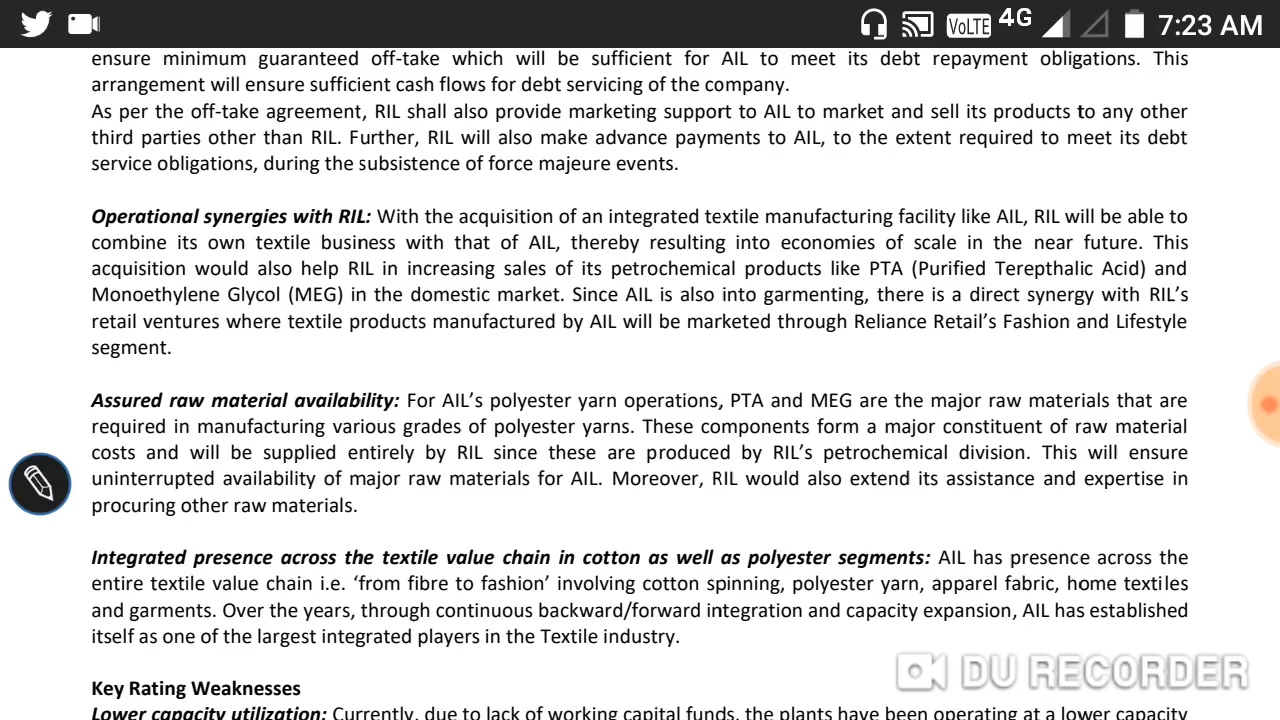 VoLTE 4G 7:23 AM
ensure minimum guaranteed off-take which will be sufficient for AIL to meet its debt repayment obligations. This
arrangement will ensure sufficient cash flows for debt servicing of the company.
As per the off-take agreement, RIL shall also provide marketing support to AIL to market and sell its products to any other
third parties other than RIL. Further, RIL will also make advance payments to AIL, to the extent required to meet its debt
service obligations, during the subsistence of force majeure events.
Operational synergies with RIL: With the acquisition of an integrated textile manufacturing facility like AIL, RIL will be able to
combine its own textile business with that of AIL, thereby resulting into economies of scale in the near future. This
acquisition would also help RIL in increasing sales of its petrochemical products like PTA (Purified Terepthalic Acid) and
Monoethylene Glycol (MEG) in the domestic market. Since AIL is also into garmenting, there is a direct synergy with RIL’s
retail ventures where textile products manufactured by AIL will be marketed through Reliance Retail’s Fashion and Lifestyle
segment.
Assured raw material availability: For AIL’s polyester yarn operations, PTA and MEG are the major raw materials that are
required in manufacturing various grades of polyester yarns. These components form a major constituent of raw material
costs and will be supplied entirely by RIL since these are produced by RIL’s petrochemical division. This will ensure
uninterrupted availability of major raw materials for AIL. Moreover, RIL would also extend its assistance and expertise in
procuring other raw materials.
Integrated presence across the textile value chain in cotton as well as polyester segments: AIL has presence across the
entire textile value chain i.e. ‘from fibre to fashion’ involving cotton spinning, polyester yarn, apparel fabric, home textiles
and garments. Over the years, through continuous backward/forward integration and capacity expansion, AIL has established
itself as one of the largest integrated players in the Textile industry.
DU RECORDER
Key Rating Weaknesses
Lower capacity utilization: Currently, due to lack of working capital funds, the plants have been operating at a lower capacity